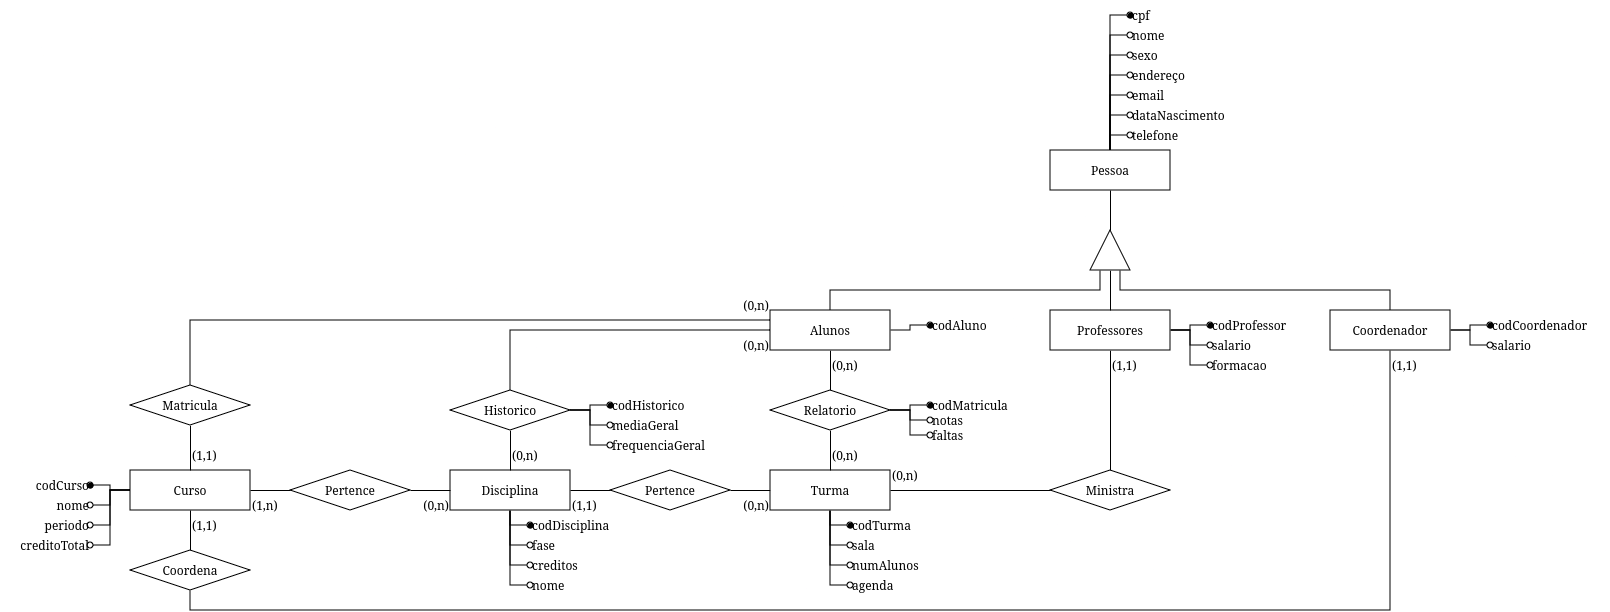 cpf
nome
sexo
endereço
email
dataNascimento
telefone
Pessoa
(0,n)
Alunos
codAluno
Professores
codProfessor
salario
formacao
Coordenador
codCoordenador
salario
(0,n)
(0,n)
(1,1)
(1,1)
Matricula
Historico
codHistorico
mediaGeral
frequenciaGeral
Relatorio
codMatricula
notas
faltas
(1,1)
(0,n)
(0,n)
(0,n)
codCurso
nome
periodo
creditoTotal
Curso
(1,n)
Pertence
(0,n)
Disciplina
(1,1)
Pertence
(0,n)
Turma
Ministra
(1,1)
codDisciplina
fase
creditos
nome
codTurma
sala
numAlunos
agenda
Coordena